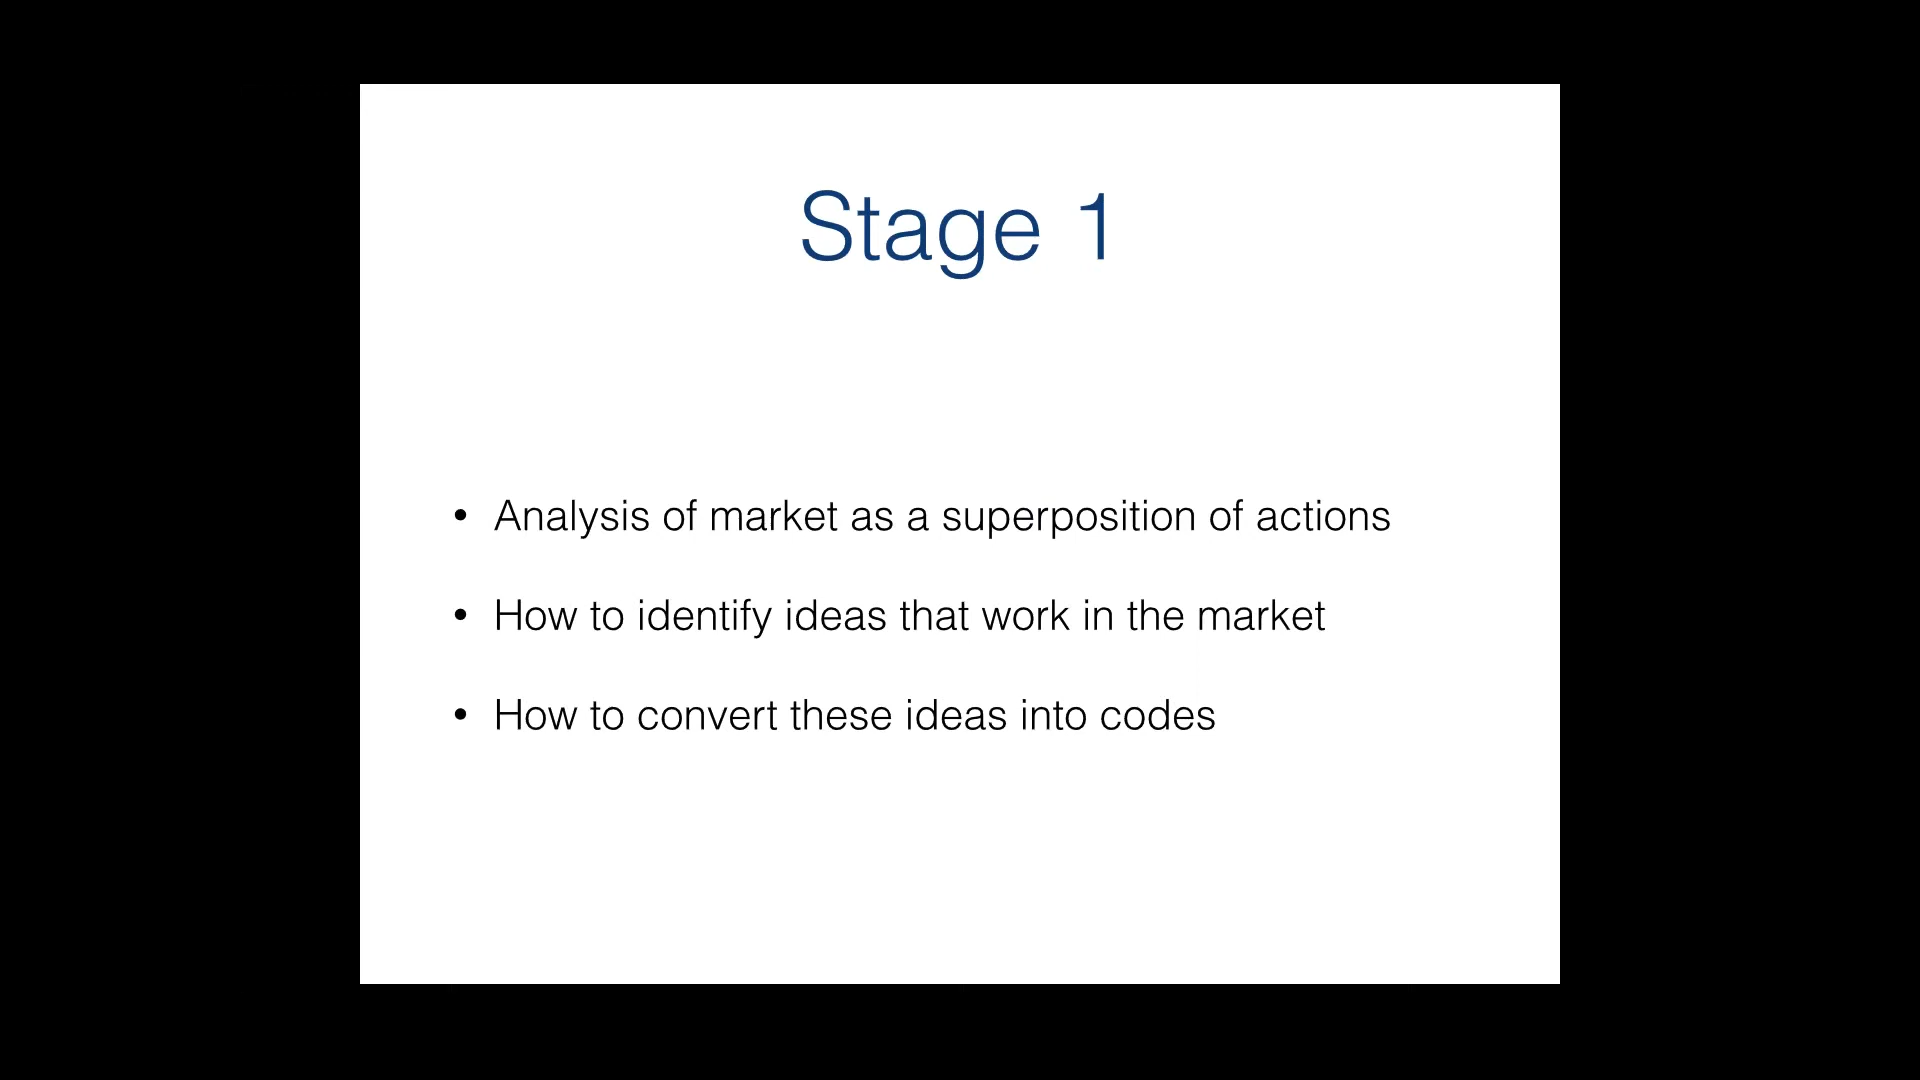 Stage 1
• Analysis of market as a superposition of actions
• How to identify ideas that work in the market
• How to convert these ideas into codes